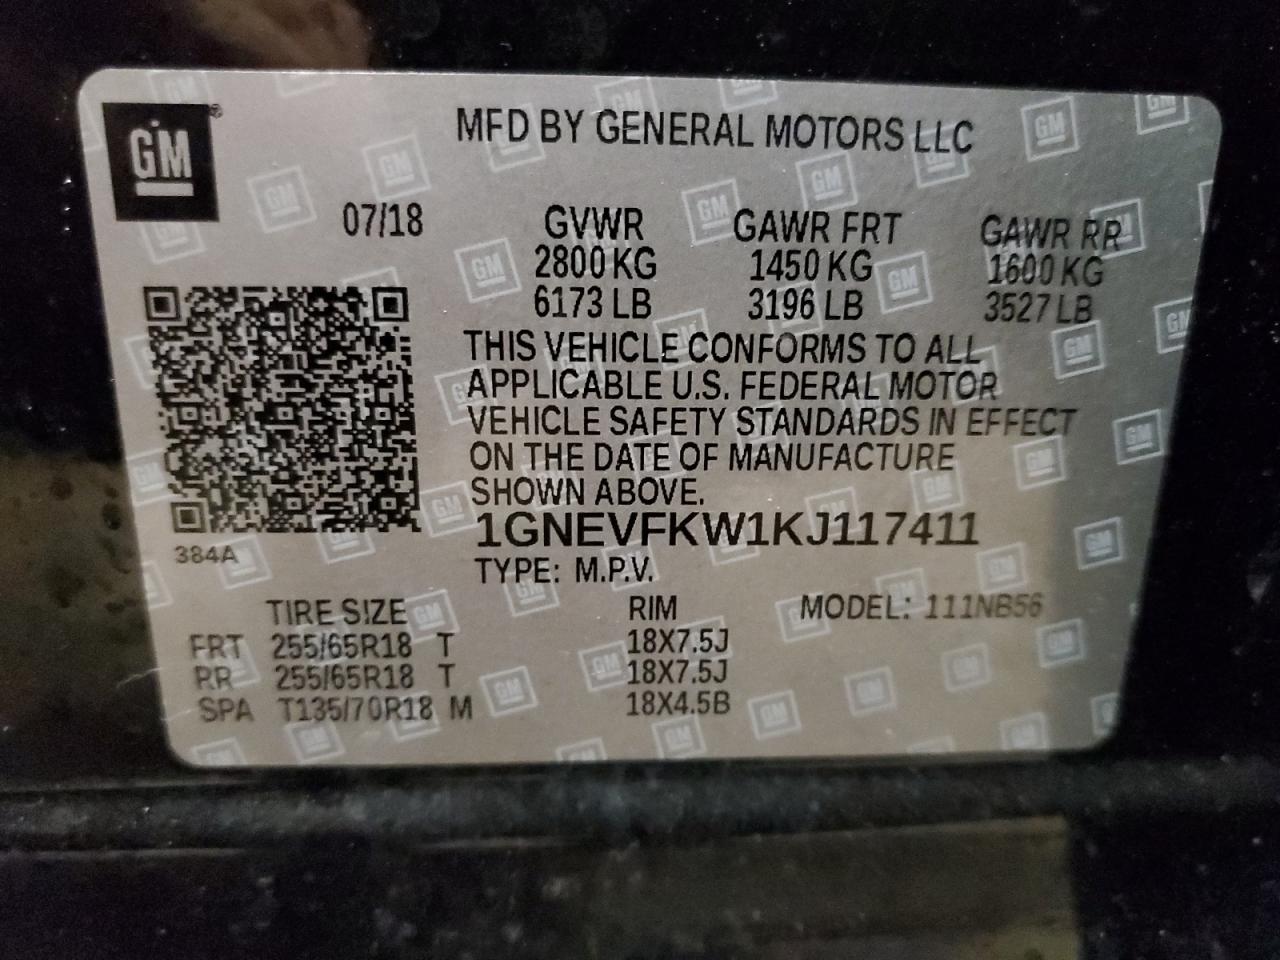 GM
MFD BY GENERAL MOTORS LLC
07/18 GVWR GAWR FRT GAWR RR
2800 KG 1450 KG 1600 KG
6173 LB 3196 LB 3527 LB
THIS VEHICLE CONFORMS TO ALL
APPLICABLE U.S. FEDERAL MOTOR
VEHICLE SAFETY STANDARDS IN EFFECT
ON THE DATE OF MANUFACTURE
SHOWN ABOVE.
1GNEVFKW1KJ117411
384A
TYPE: M.P.V.
TIRE SIZE RIM MODEL: 111NB56
FRT 255/65R18 T 18X7.5J
RR 255/65R18 T 18X7.5J
SPA T135/70R18 M 18X4.5B